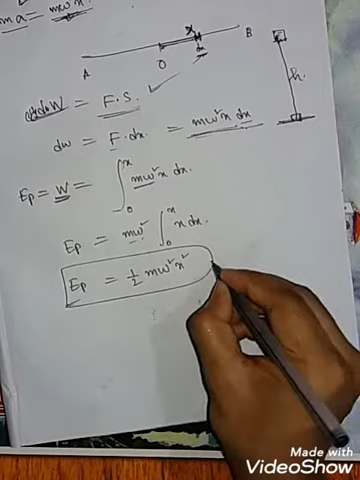 ma = mω²x
A O x dx B
h.
W = F·S.
dw = F·dx = mω²x dx
Ep = W = ∫₀ˣ mω²x dx.
Ep = mω² ∫₀ˣ x dx.
Ep = ½ mω²x²
Made with
VideoShow